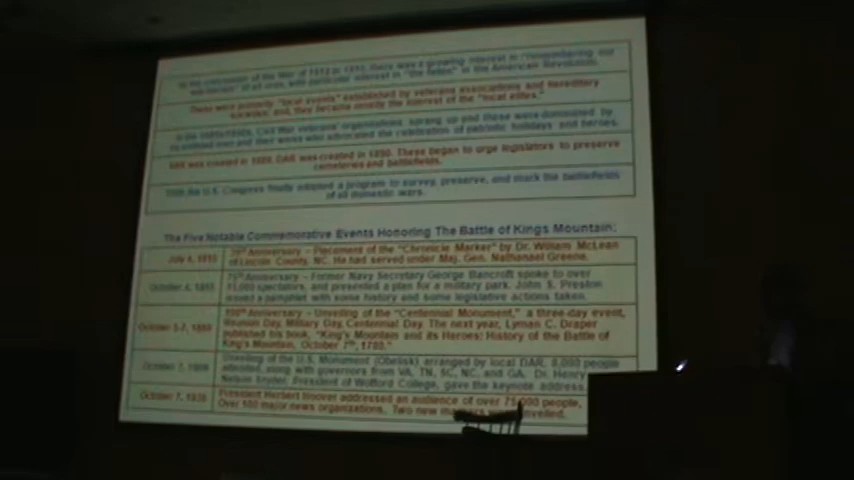 At the conclusion of the War of 1812 in 1815, there was a growing interest in "remembering our
with particular interest in "the fallen" in the American Revolution.
These were primarily "local events" established by veterans associations and hereditary
societies; and, they became mostly the interest of the "local elites."
Civil War veterans' organizations sprang up and these were dominated by
and their works who advocated the celebration of patriotic holidays and heroes.
SAR was created in 1889. DAR was created in 1890. These began to urge legislators to preserve
cemeteries and battlefields.
the U.S. Congress finally adopted a program to survey, preserve, and mark the battlefields
of all domestic wars.
The Five Notable Commemorative Events Honoring The Battle of Kings Mountain:
July 4, 1815
Anniversary – Placement of the "Chronicle Marker" by Dr. William McLean
of Lincoln County, NC. He had served under Maj. Gen. Nathanael Greene.
October 4, 1855
75th Anniversary – Former Navy Secretary George Bancroft spoke to over
15,000 spectators, and presented a plan for a military park. John S. Preston
issued a pamphlet with some history and some legislative actions taken.
October 5-7, 1880
100th Anniversary – Unveiling of the "Centennial Monument," a three-day event,
Reunion Day, Military Day, Centennial Day. The next year, Lyman C. Draper
published his book, "King's Mountain and its Heroes: History of the Battle of
King's Mountain, October 7th, 1780."
October 7, 1909
Unveiling of the U.S. Monument (Obelisk) arranged by local DAR. 8,000 people
attended, along with governors from VA, TN, SC, NC, and GA. Dr. Henry
Nelson Snyder, President of Wofford College, gave the keynote address.
October 7, 1930
President Herbert Hoover addressed an audience of over 75,000 people,
Over 100 major news organizations. Two new unveiled.